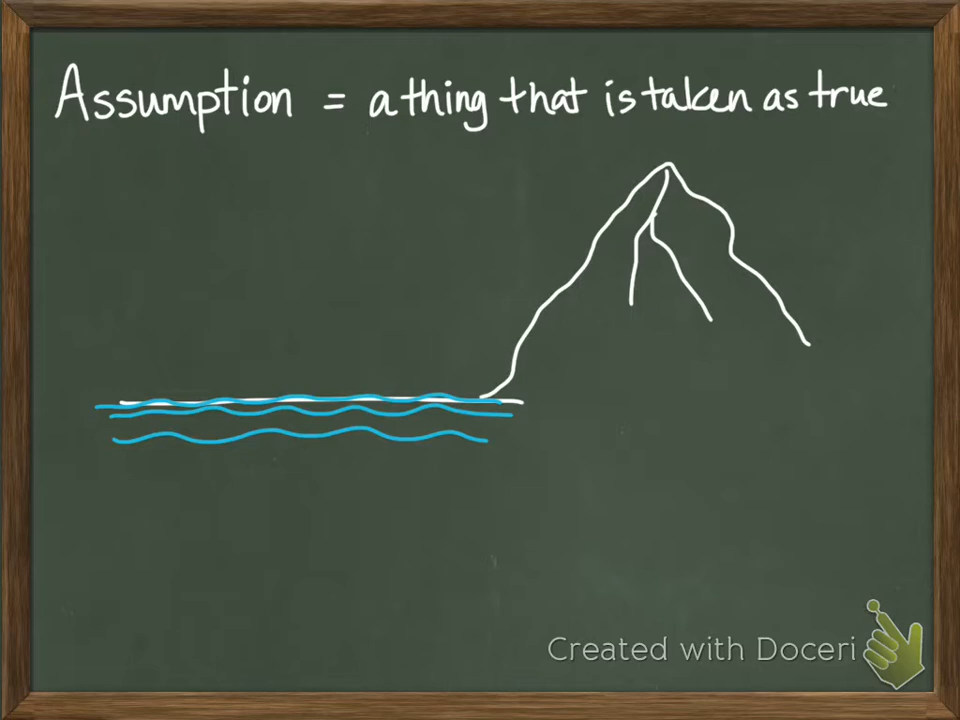 Assumption = a thing that is taken as true
Created with Doceri